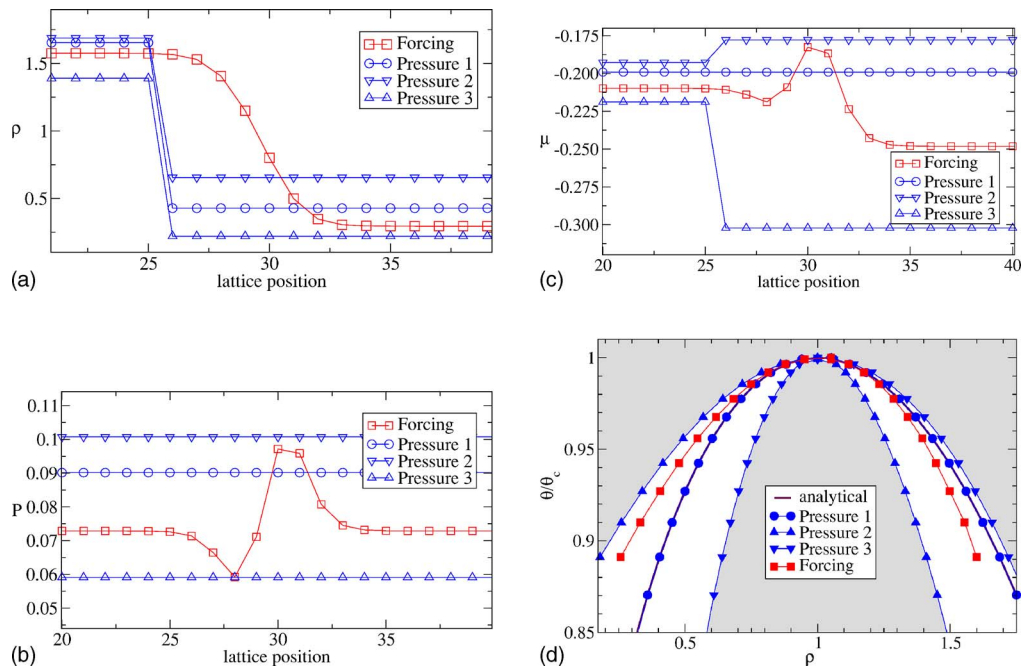 1.5
1
0.5
ρ
25
30
35
lattice position
Forcing
Pressure 1
Pressure 2
Pressure 3
(a)
-0.175
-0.200
-0.225
-0.250
-0.275
-0.300
μ
20
25
30
35
40
lattice position
Forcing
Pressure 1
Pressure 2
Pressure 3
(c)
0.11
0.1
0.09
0.08
0.07
0.06
0.05
P
20
25
30
35
lattice position
Forcing
Pressure 1
Pressure 2
Pressure 3
(b)
1
0.95
0.9
0.85
θ/θc
0.5
1
1.5
ρ
analytical
Pressure 1
Pressure 2
Pressure 3
Forcing
(d)